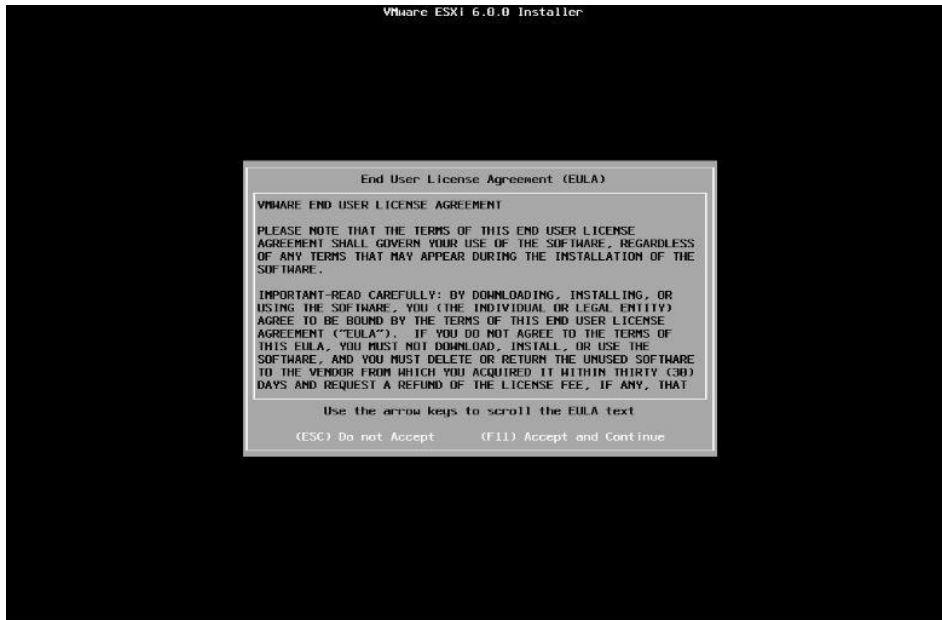 VMware ESXi 6.0.0 Installer
End User License Agreement (EULA)
VMWARE END USER LICENSE AGREEMENT
PLEASE NOTE THAT THE TERMS OF THIS END USER LICENSE
AGREEMENT SHALL GOVERN YOUR USE OF THE SOFTWARE, REGARDLESS
OF ANY TERMS THAT MAY APPEAR DURING THE INSTALLATION OF THE
SOFTWARE.
IMPORTANT-READ CAREFULLY: BY DOWNLOADING, INSTALLING, OR
USING THE SOFTWARE, YOU (THE INDIVIDUAL OR LEGAL ENTITY)
AGREE TO BE BOUND BY THE TERMS OF THIS END USER LICENSE
AGREEMENT ("EULA"). IF YOU DO NOT AGREE TO THE TERMS OF
THIS EULA, YOU MUST NOT DOWNLOAD, INSTALL, OR USE THE
SOFTWARE, AND YOU MUST DELETE OR RETURN THE UNUSED SOFTWARE
TO THE VENDOR FROM WHICH YOU ACQUIRED IT WITHIN THIRTY (30)
DAYS AND REQUEST A REFUND OF THE LICENSE FEE, IF ANY, THAT
Use the arrow keys to scroll the EULA text
(ESC) Do not Accept (F11) Accept and Continue